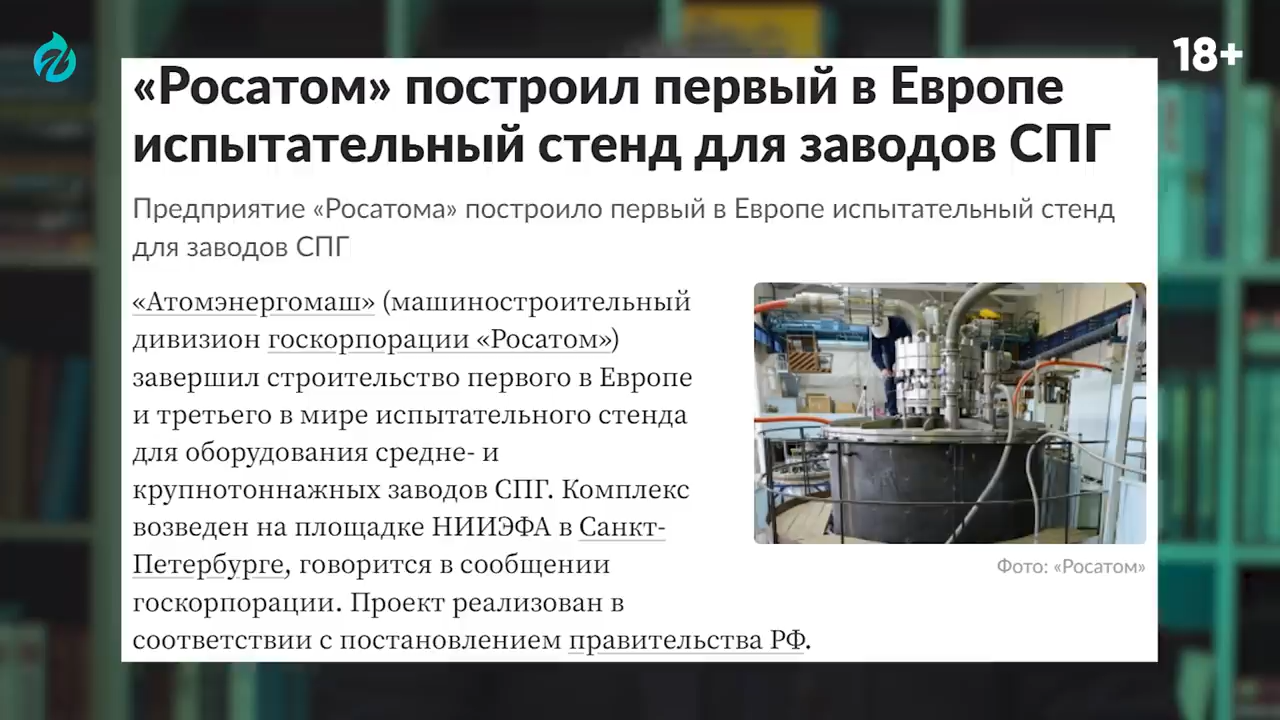 18+
«Росатом» построил первый в Европе
испытательный стенд для заводов СПГ
Предприятие «Росатома» построило первый в Европе испытательный стенд
для заводов СПГ
«Атомэнергомаш» (машиностроительный
дивизион госкорпорации «Росатом»)
завершил строительство первого в Европе
и третьего в мире испытательного стенда
для оборудования средне- и
крупнотоннажных заводов СПГ. Комплекс
возведен на площадке НИИЭФА в Санкт-
Петербурге, говорится в сообщении
госкорпорации. Проект реализован в
соответствии с постановлением правительства РФ.
Фото: «Росатом»